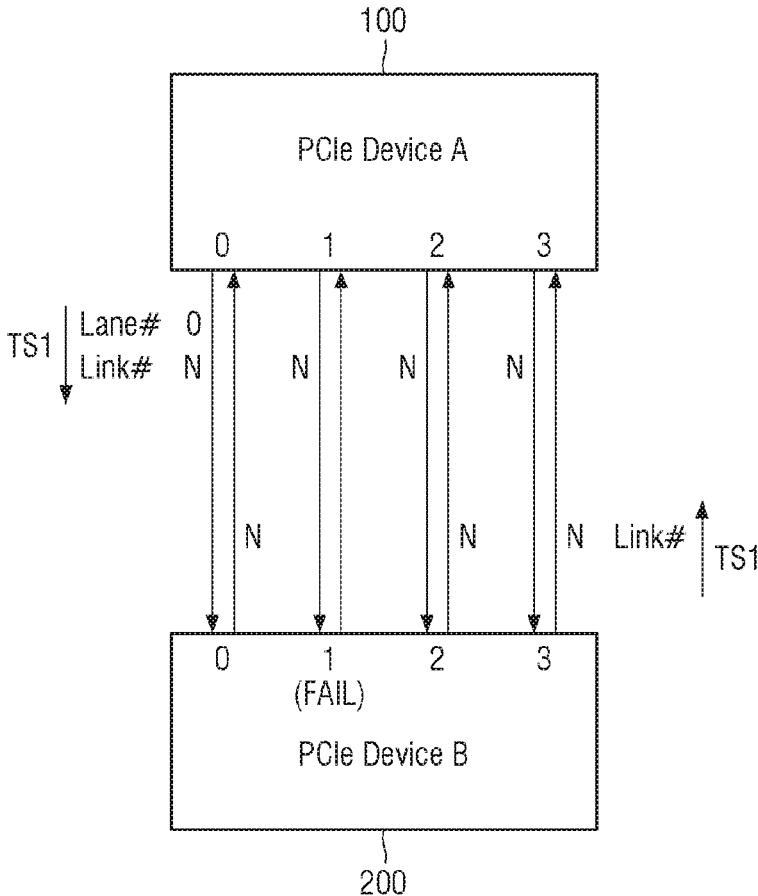 100
PCIe Device A
0 1 2 3
TS1
Lane# 0
Link# N N N N
N N N Link#
TS1
0 1 2 3
(FAIL)
PCIe Device B
200